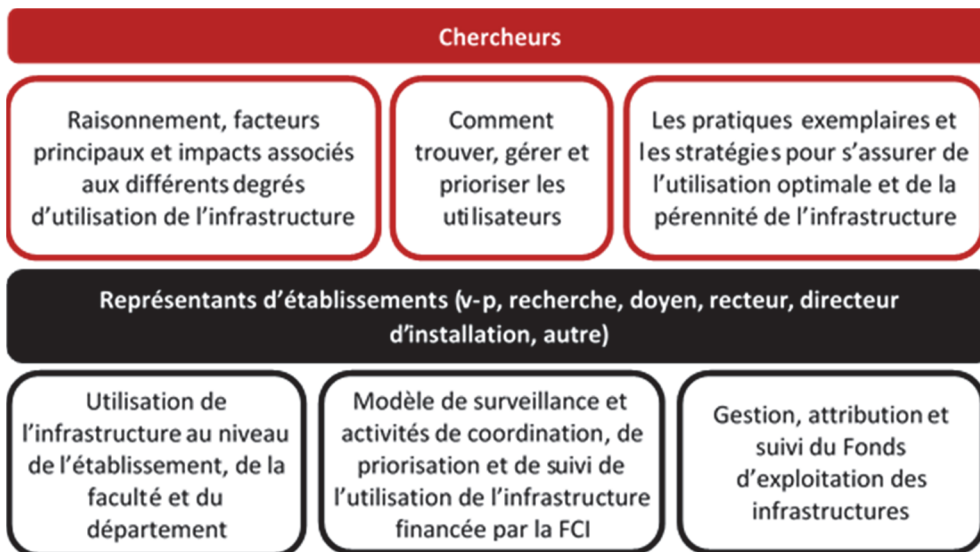 Chercheurs
Raisonnement, facteurs
principaux et impacts associés
aux différents degrés
d'utilisation de l'infrastructure
Comment
trouver, gérer et
prioriser les
utilisateurs
Les pratiques exemplaires et
les stratégies pour s'assurer de
l'utilisation optimale et de la
pérennité de l'infrastructure
Représentants d'établissements (v-p, recherche, doyen, recteur, directeur
d'installation, autre)
Utilisation de
l'infrastructure au niveau
de l'établissement, de la
faculté et du
département
Modèle de surveillance et
activités de coordination, de
priorisation et de suivi de
l'utilisation de l'infrastructure
financée par la FCI
Gestion, attribution et
suivi du Fonds
d'exploitation des
infrastructures